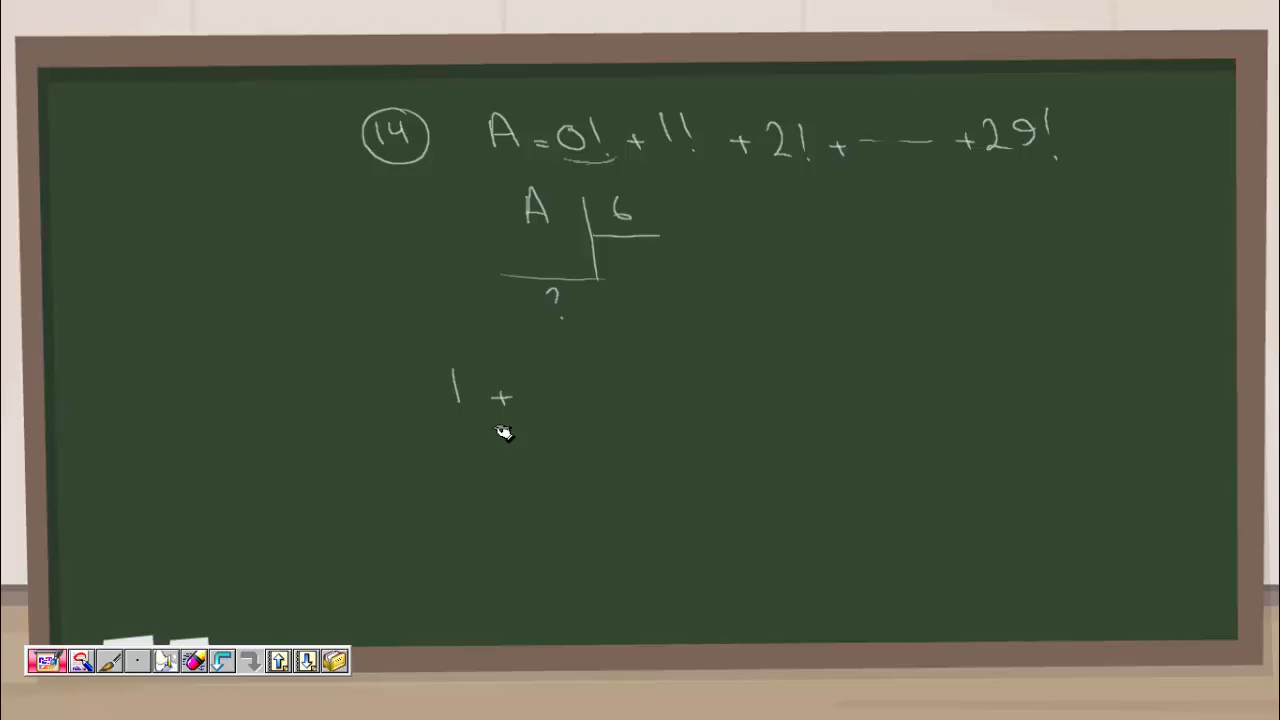 14 A = 0! + 1! + 2! + ------ + 29!
A | 6
?
1 +